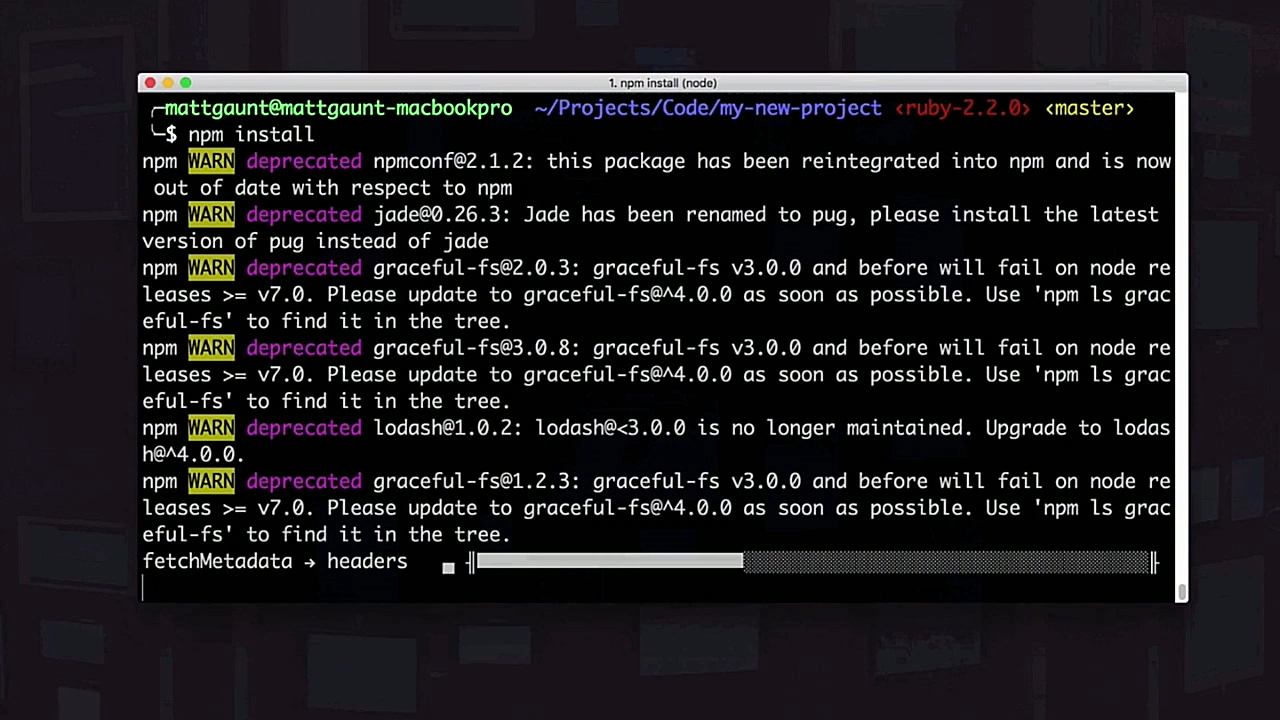 1. npm install (node)
╭─mattgaunt@mattgaunt-macbookpro ~/Projects/Code/my-new-project ‹ruby-2.2.0› ‹master›
╰─$ npm install
npm WARN deprecated npmconf@2.1.2: this package has been reintegrated into npm and is now
out of date with respect to npm
npm WARN deprecated jade@0.26.3: Jade has been renamed to pug, please install the latest
version of pug instead of jade
npm WARN deprecated graceful-fs@2.0.3: graceful-fs v3.0.0 and before will fail on node re
leases >= v7.0. Please update to graceful-fs@^4.0.0 as soon as possible. Use 'npm ls grac
eful-fs' to find it in the tree.
npm WARN deprecated graceful-fs@3.0.8: graceful-fs v3.0.0 and before will fail on node re
leases >= v7.0. Please update to graceful-fs@^4.0.0 as soon as possible. Use 'npm ls grac
eful-fs' to find it in the tree.
npm WARN deprecated lodash@1.0.2: lodash@<3.0.0 is no longer maintained. Upgrade to lodas
h@^4.0.0.
npm WARN deprecated graceful-fs@1.2.3: graceful-fs v3.0.0 and before will fail on node re
leases >= v7.0. Please update to graceful-fs@^4.0.0 as soon as possible. Use 'npm ls grac
eful-fs' to find it in the tree.
fetchMetadata → headers